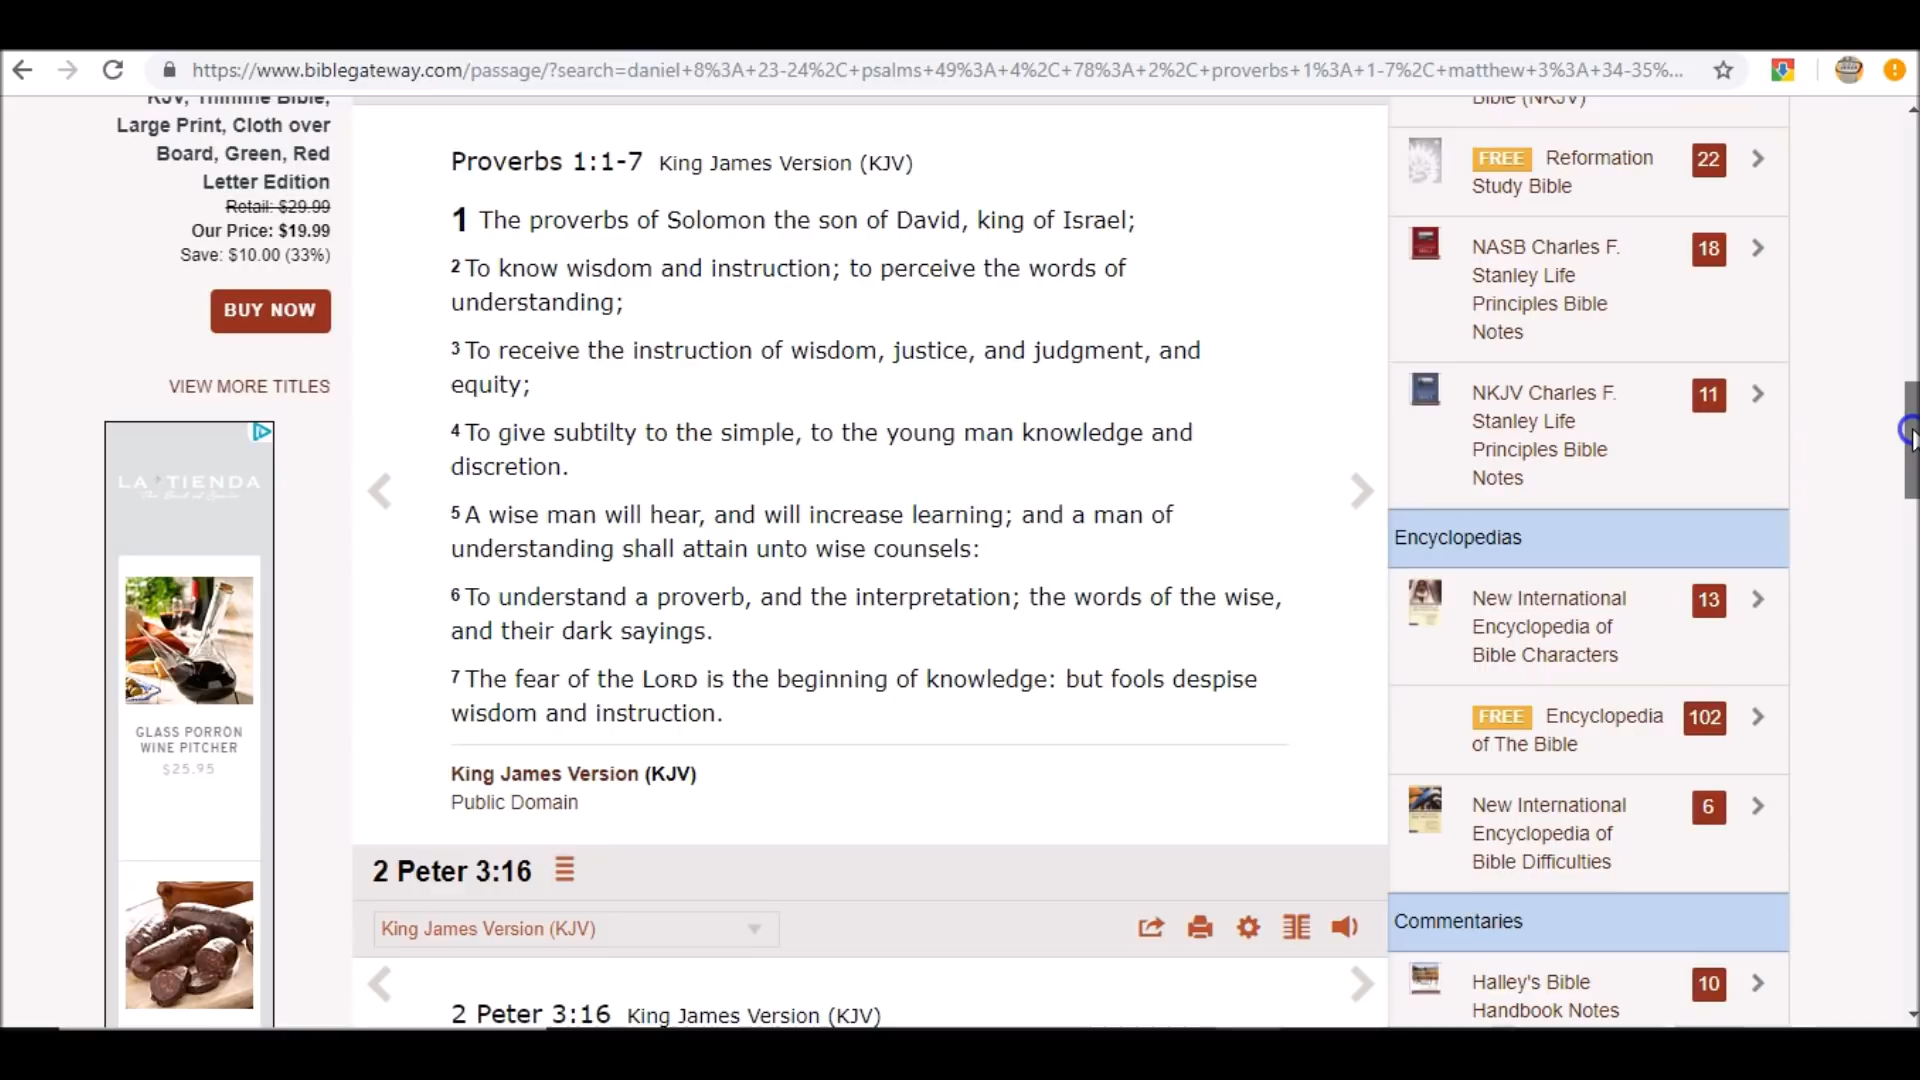 https://www.biblegateway.com/passage/?search=daniel+8%3A+23-24%2C+psalms+49%3A+4%2C+78%3A+2%2C+proverbs+1%3A+1-7%2C+matthew+3%3A+34-35%...
KJV, Thinline Bible,
Large Print, Cloth over
Board, Green, Red
Letter Edition
Retail: $29.99
Our Price: $19.99
Save: $10.00 (33%)
BUY NOW
VIEW MORE TITLES
LA TIENDA
The Best of Spain
GLASS PORRÓN
WINE PITCHER
$25.95
Proverbs 1:1-7 King James Version (KJV)
1 The proverbs of Solomon the son of David, king of Israel;
2 To know wisdom and instruction; to perceive the words of
understanding;
3 To receive the instruction of wisdom, justice, and judgment, and
equity;
4 To give subtilty to the simple, to the young man knowledge and
discretion.
5 A wise man will hear, and will increase learning; and a man of
understanding shall attain unto wise counsels:
6 To understand a proverb, and the interpretation; the words of the wise,
and their dark sayings.
7 The fear of the LORD is the beginning of knowledge: but fools despise
wisdom and instruction.
King James Version (KJV)
Public Domain
2 Peter 3:16
King James Version (KJV)
2 Peter 3:16 King James Version (KJV)
Bible (NKJV)
FREE Reformation 22
Study Bible
NASB Charles F. 18
Stanley Life
Principles Bible
Notes
NKJV Charles F. 11
Stanley Life
Principles Bible
Notes
Encyclopedias
New International 13
Encyclopedia of
Bible Characters
FREE Encyclopedia 102
of The Bible
New International 6
Encyclopedia of
Bible Difficulties
Commentaries
Halley's Bible 10
Handbook Notes